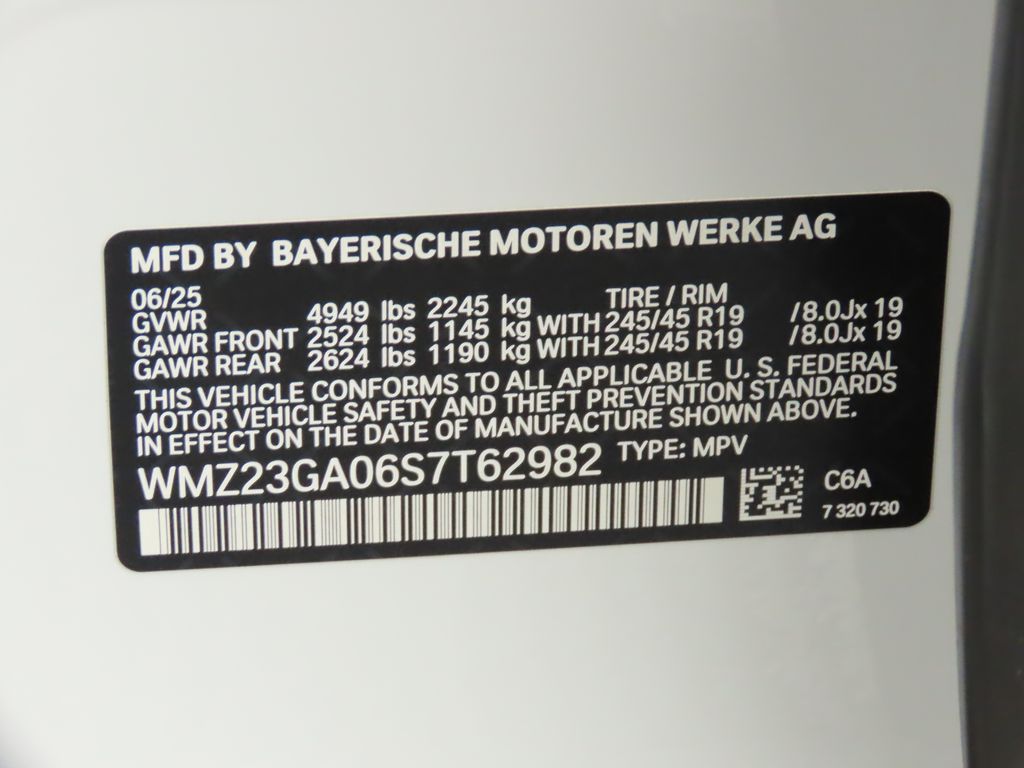 MFD BY BAYERISCHE MOTOREN WERKE AG
06/25 TIRE / RIM
GVWR 4949 lbs 2245 kg
GAWR FRONT 2524 lbs 1145 kg WITH 245/45 R19 /8.0Jx 19
GAWR REAR 2624 lbs 1190 kg WITH 245/45 R19 /8.0Jx 19
THIS VEHICLE CONFORMS TO ALL APPLICABLE U. S. FEDERAL
MOTOR VEHICLE SAFETY AND THEFT PREVENTION STANDARDS
IN EFFECT ON THE DATE OF MANUFACTURE SHOWN ABOVE.
WMZ23GA06S7T62982 TYPE: MPV
C6A
7 320 730